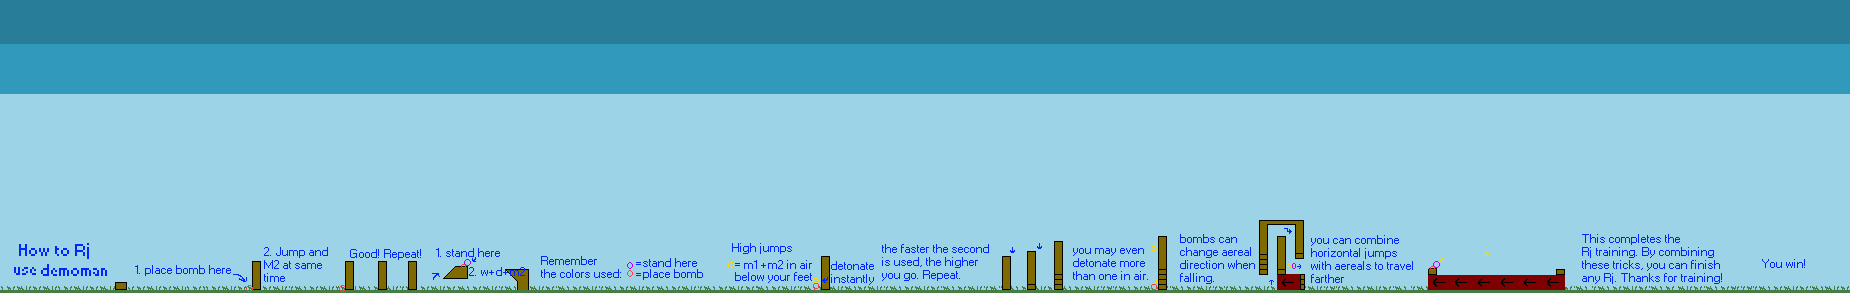 How to Rj
use demoman
1. place bomb here
2. Jump and
M2 at same
time
Good! Repeat!
1. stand here
2. w+d+m2
Remember
the colors used:
=stand here
=place bomb
High jumps
= m1+m2 in air
below your feet
detonate
instantly
the faster the second
is used, the higher
you go. Repeat.
you may even
detonate more
than one in air.
bombs can
change aereal
direction when
falling.
you can combine
horizontal jumps
with aereals to travel
farther
This completes the
Rj training. By combining
these tricks, you can finish
any Rj. Thanks for training!
You win!